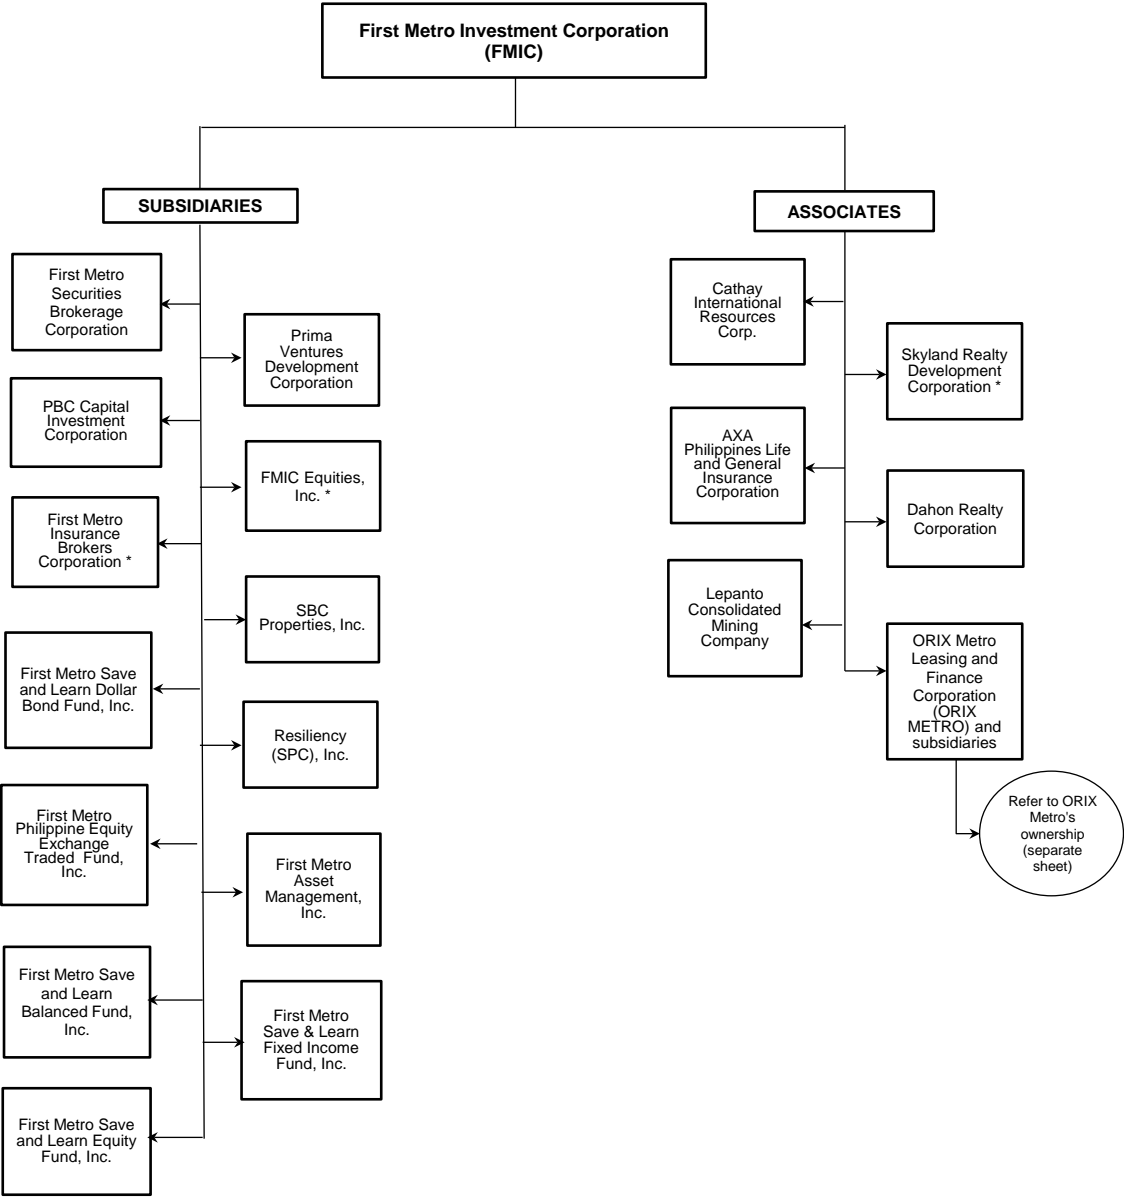 First Metro Investment Corporation
(FMIC)
SUBSIDIARIES
First Metro
Securities
Brokerage
Corporation
Prima
Ventures
Development
Corporation
PBC Capital
Investment
Corporation
FMIC Equities,
Inc. *
First Metro
Insurance
Brokers
Corporation *
SBC
Properties, Inc.
First Metro Save
and Learn Dollar
Bond Fund, Inc.
Resiliency
(SPC), Inc.
First Metro
Philippine Equity
Exchange
Traded Fund,
Inc.
First Metro
Asset
Management,
Inc.
First Metro Save
and Learn
Balanced Fund,
Inc.
First Metro
Save & Learn
Fixed Income
Fund, Inc.
First Metro Save
and Learn Equity
Fund, Inc.
ASSOCIATES
Cathay
International
Resources
Corp.
Skyland Realty
Development
Corporation *
AXA
Philippines Life
and General
Insurance
Corporation
Dahon Realty
Corporation
Lepanto
Consolidated
Mining
Company
ORIX Metro
Leasing and
Finance
Corporation
(ORIX
METRO) and
subsidiaries
Refer to ORIX
Metro's
ownership
(separate
sheet)